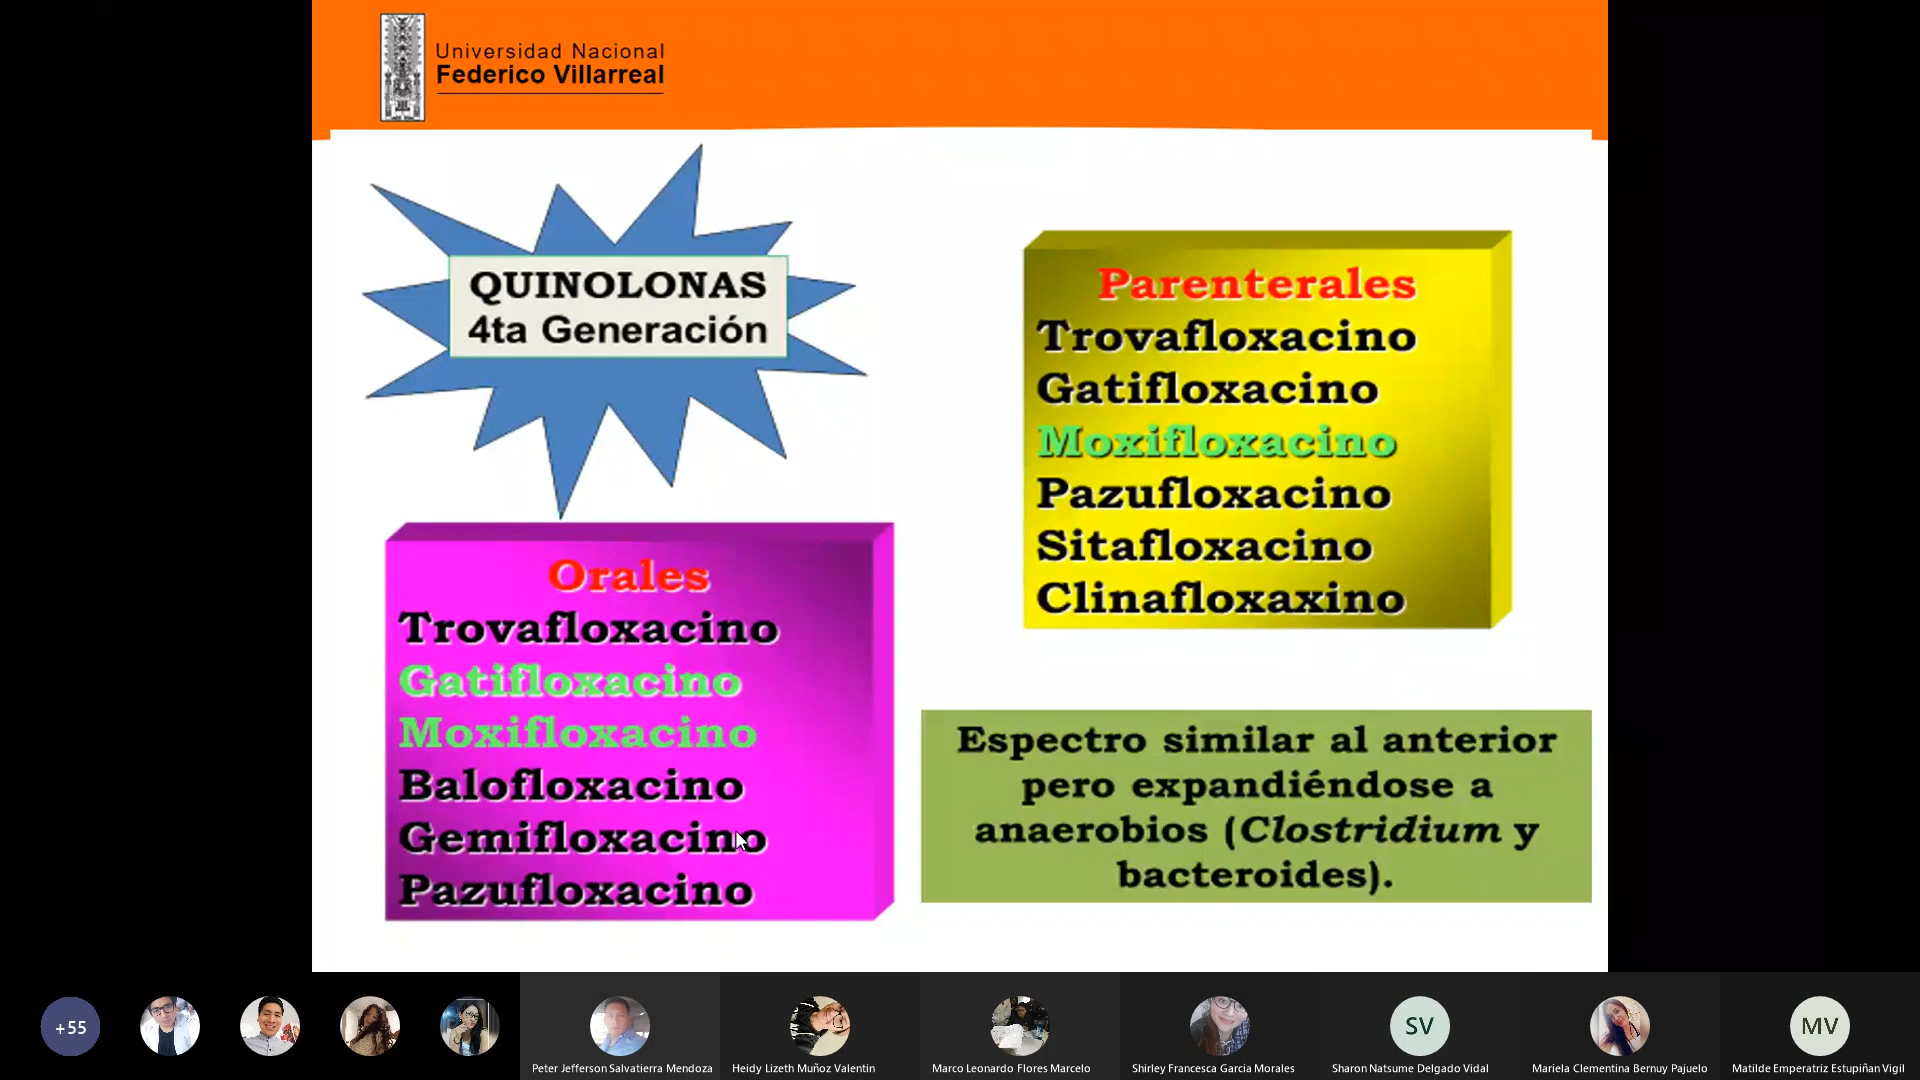 Universidad Nacional
Federico Villarreal
QUINOLONAS
4ta Generación
Parenterales
Trovafloxacino
Gatifloxacino
Moxifloxacino
Pazufloxacino
Sitafloxacino
Clinafloxaxino
Orales
Trovafloxacino
Gatifloxacino
Moxifloxacino
Balofloxacino
Gemifloxacino
Pazufloxacino
Espectro similar al anterior
pero expandiéndose a
anaerobios (Clostridium y
bacteroides).
+55
SV
MV
Peter Jefferson Salvatierra Mendoza
Heidy Lizeth Muñoz Valentin
Marco Leonardo Flores Marcelo
Shirley Francesca Garcia Morales
Sharon Natsume Delgado Vidal
Mariela Clementina Bernuy Pajuelo
Matilde Emperatriz Estupiñan Vigil